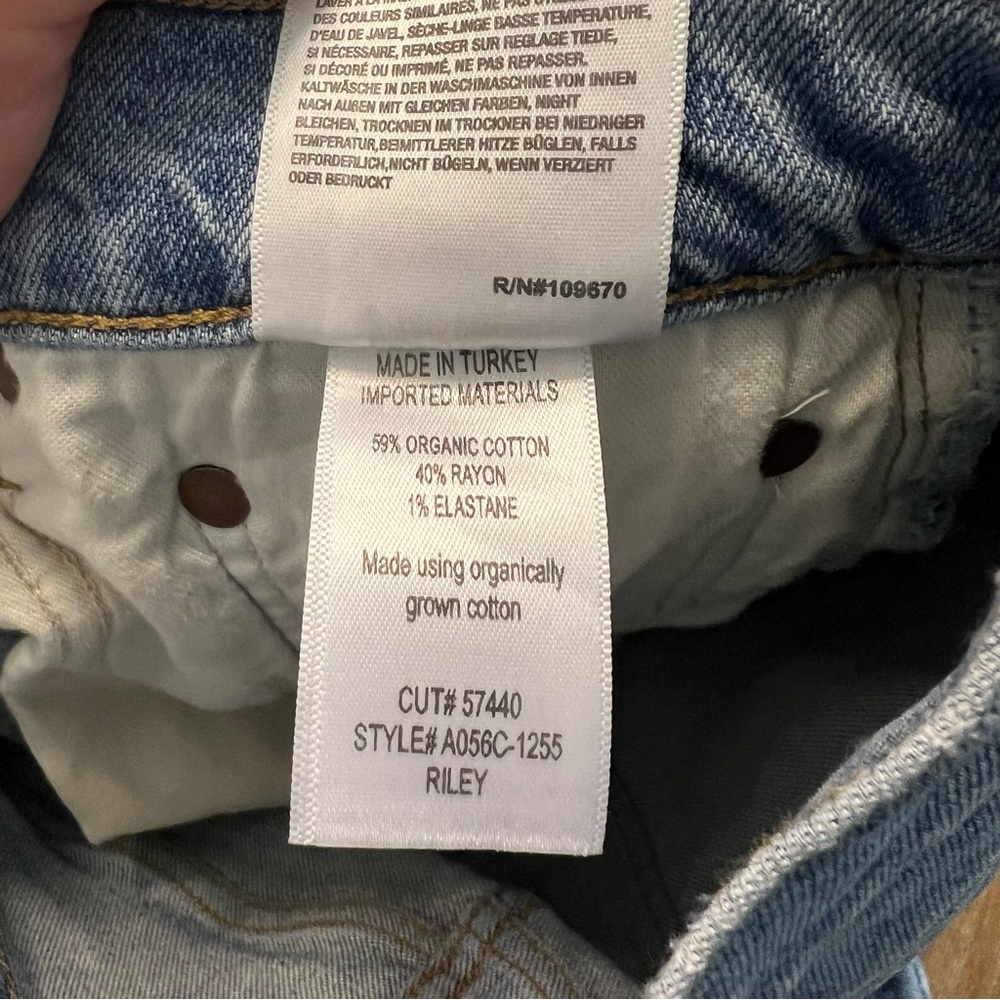 LAVER À LA
DES COULEURS SIMILAIRES, NE PAS
D'EAU DE JAVEL, SÈCHE-LINGE BASSE TEMPERATURE,
SI NÉCESSAIRE, REPASSER SUR REGLAGE TIEDE,
SI DÉCORÉ OU IMPRIMÉ, NE PAS REPASSER.
KALTWÄSCHE IN DER WASCHMASCHINE VON INNEN
NACH AUßEN MIT GLEICHEN FARBEN, NIGHT
BLEICHEN, TROCKNEN IM TROCKNER BEI NIEDRIGER
TEMPERATUR,BEIMITTLERER HITZE BÜGLEN, FALLS
ERFORDERLICH,NICHT BÜGELN, WENN VERZIERT
ODER BEDRUCKT
R/N#109670
MADE IN TURKEY
IMPORTED MATERIALS
59% ORGANIC COTTON
40% RAYON
1% ELASTANE
Made using organically
grown cotton
CUT# 57440
STYLE# A056C-1255
RILEY